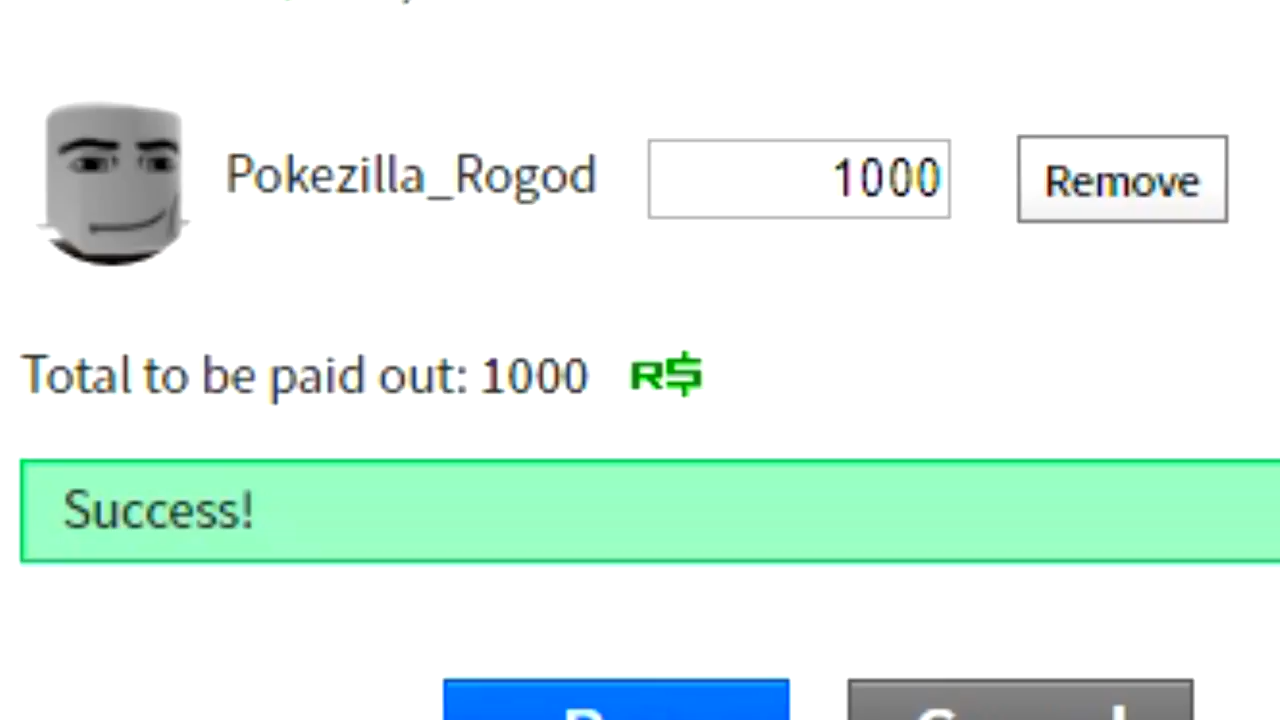 Pokezilla_Rogod 1000 Remove
Total to be paid out: 1000 R$
Success!